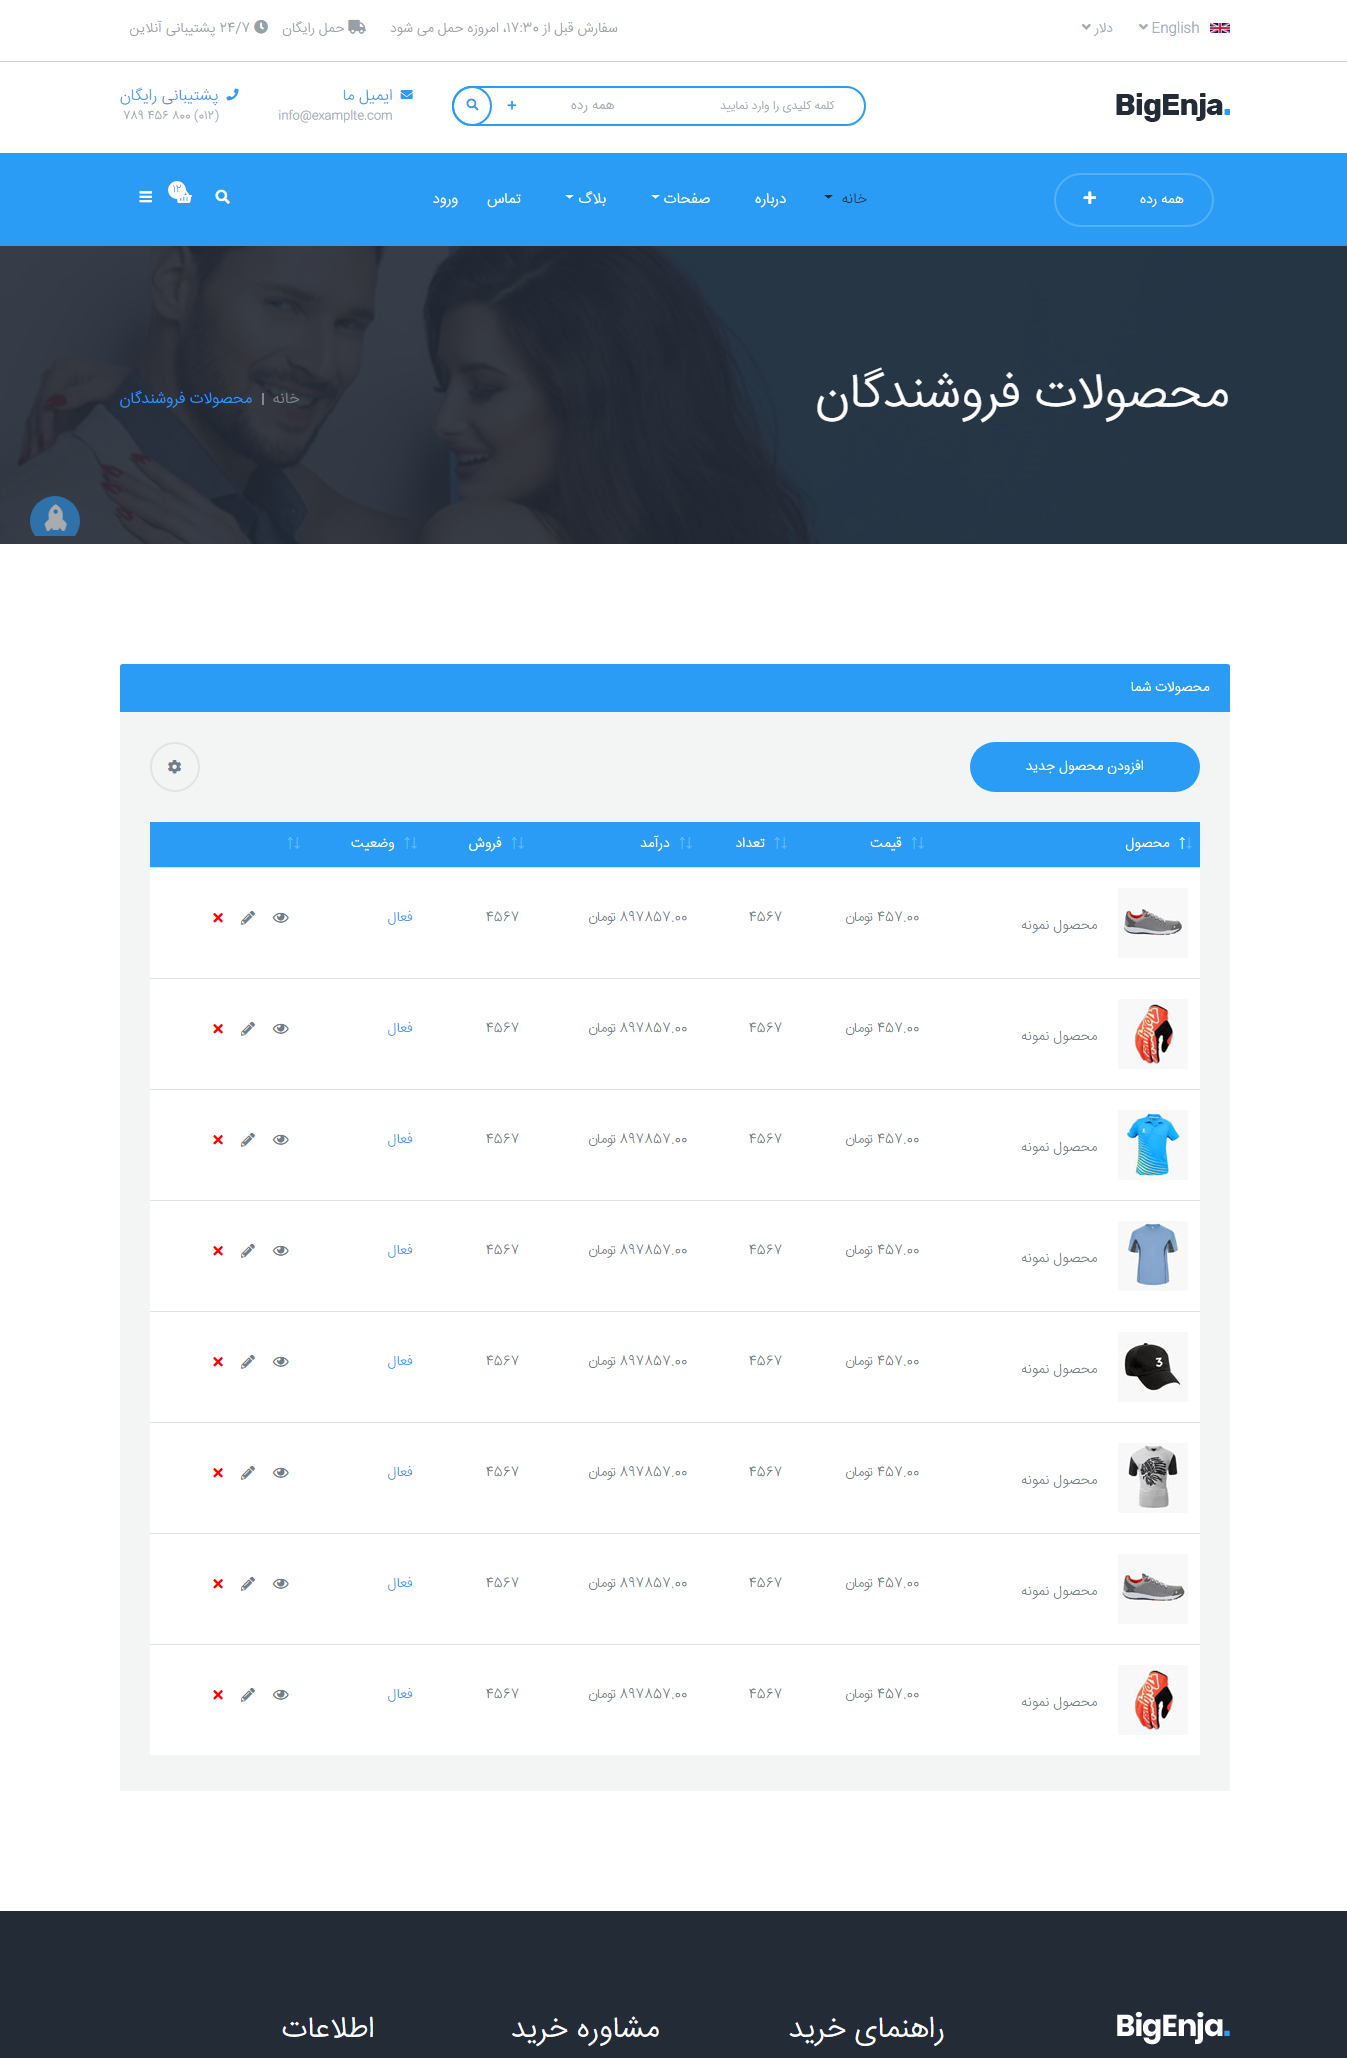 English دلار سفارش قبل از ۱۷:۳۰، امروزه حمل می شود حمل رایگان ۲۴/۷ پشتیبانی آنلاین
BigEnja. کلمه کلیدی را وارد نمایید همه رده ایمیل ما پشتیبانی رایگان
info@examplte.com (۰۱۲) ۸۰۰ ۴۵۶ ۷۸۹
همه رده خانه درباره صفحات بلاگ تماس ورود ۱۲
محصولات فروشندگان
خانه | محصولات فروشندگان
محصولات شما
افزودن محصول جدید
محصول قیمت تعداد درآمد فروش وضعیت
محصول نمونه ۴۵۷.۰۰ تومان ۴۵۶۷ ۸۹۷۸۵۷.۰۰ تومان ۴۵۶۷ فعال
محصول نمونه ۴۵۷.۰۰ تومان ۴۵۶۷ ۸۹۷۸۵۷.۰۰ تومان ۴۵۶۷ فعال
محصول نمونه ۴۵۷.۰۰ تومان ۴۵۶۷ ۸۹۷۸۵۷.۰۰ تومان ۴۵۶۷ فعال
محصول نمونه ۴۵۷.۰۰ تومان ۴۵۶۷ ۸۹۷۸۵۷.۰۰ تومان ۴۵۶۷ فعال
محصول نمونه ۴۵۷.۰۰ تومان ۴۵۶۷ ۸۹۷۸۵۷.۰۰ تومان ۴۵۶۷ فعال
محصول نمونه ۴۵۷.۰۰ تومان ۴۵۶۷ ۸۹۷۸۵۷.۰۰ تومان ۴۵۶۷ فعال
محصول نمونه ۴۵۷.۰۰ تومان ۴۵۶۷ ۸۹۷۸۵۷.۰۰ تومان ۴۵۶۷ فعال
محصول نمونه ۴۵۷.۰۰ تومان ۴۵۶۷ ۸۹۷۸۵۷.۰۰ تومان ۴۵۶۷ فعال
BigEnja. راهنمای خرید مشاوره خرید اطلاعات